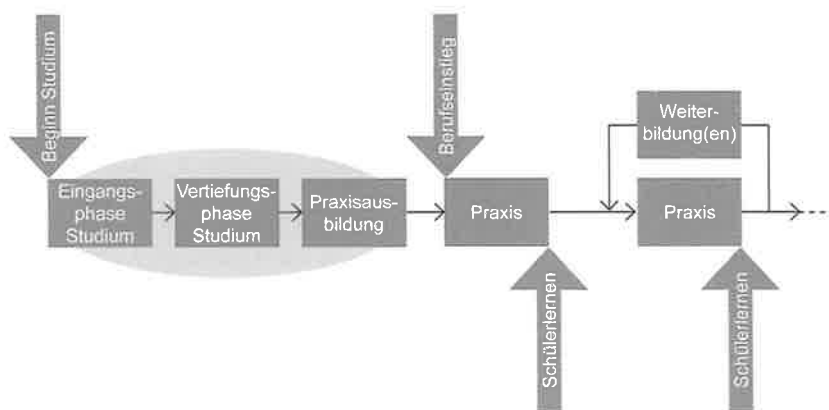 Beginn Studium
Berufseinstieg
Weiter-
bildung(en)
Eingangs-
phase
Studium
Vertiefungs-
phase
Studium
Praxisaus-
bildung
Praxis
Praxis
Schülerlernen
Schülerlernen